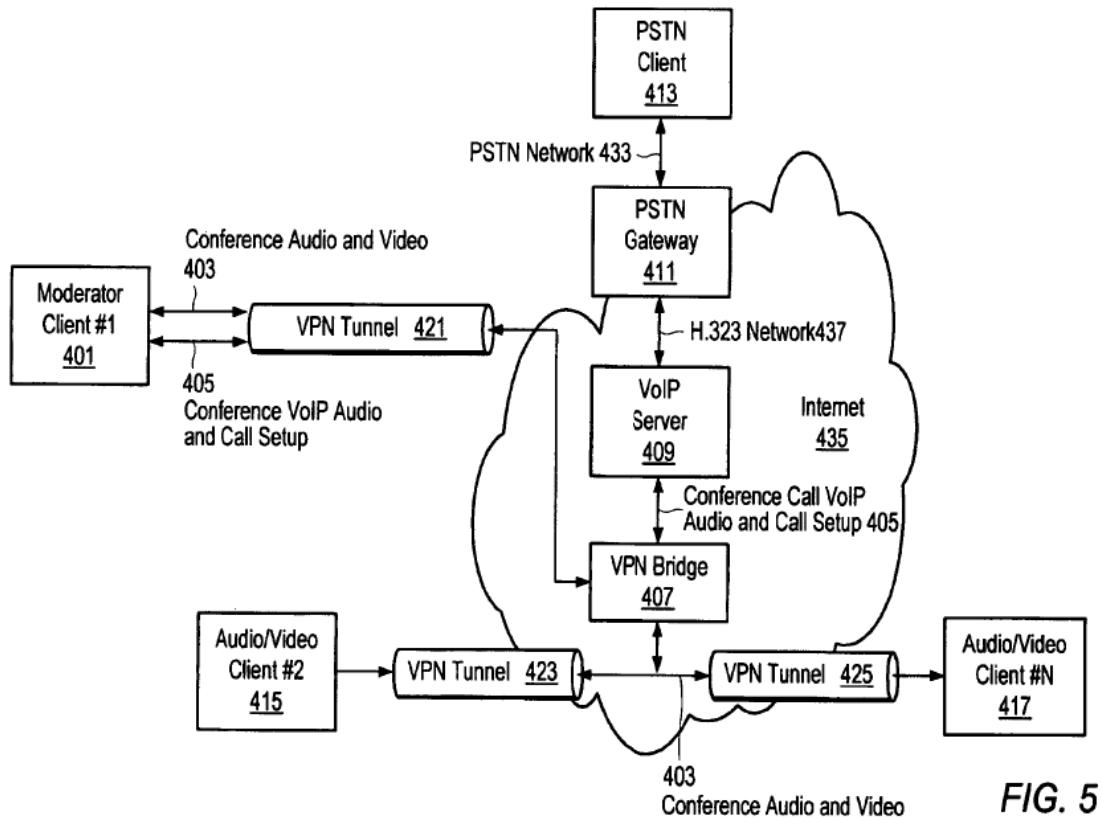 PSTN
Client
413
PSTN Network 433
PSTN
Gateway
411
Conference Audio and Video
403
Moderator
Client #1
401
VPN Tunnel 421
H.323 Network437
405
Conference VoIP Audio
and Call Setup
VoIP
Server
409
Internet
435
Conference Call VoIP
Audio and Call Setup 405
VPN Bridge
407
Audio/Video
Client #2
415
VPN Tunnel 423
VPN Tunnel 425
Audio/Video
Client #N
417
403
Conference Audio and Video
FIG. 5